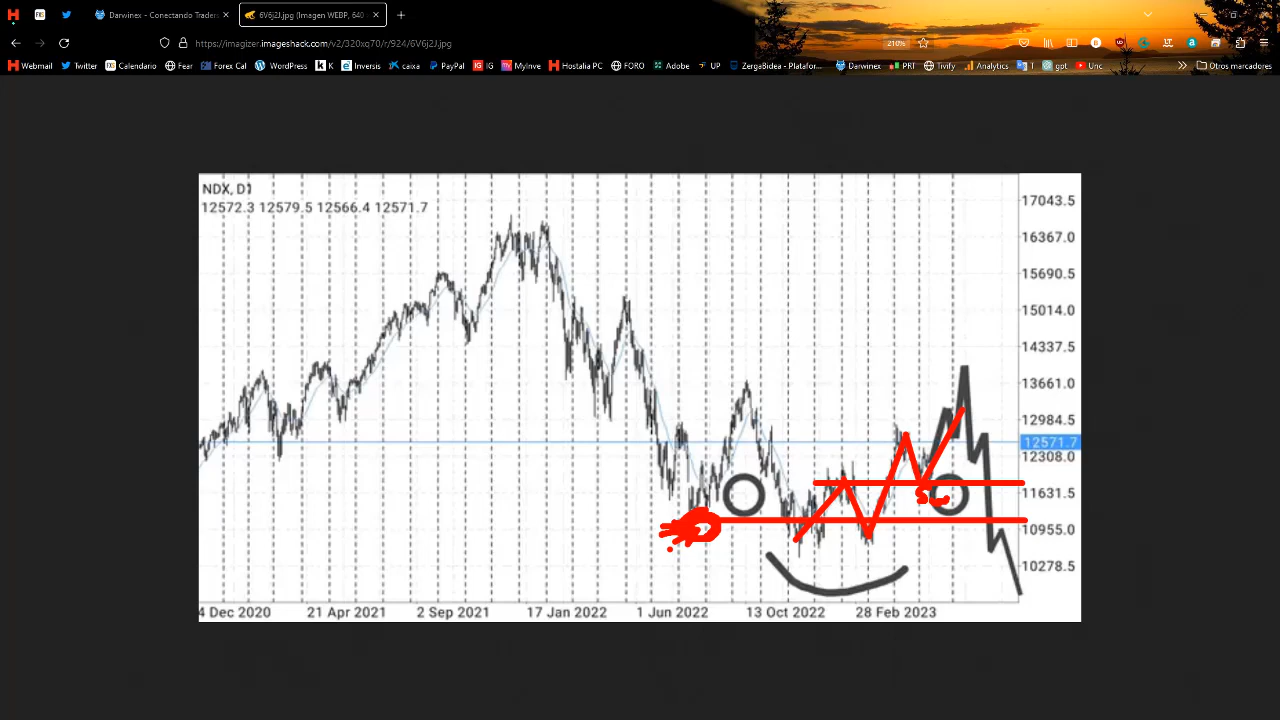 Darwinex - Conectando Trader
6V6j2J.jpg (Imagen WEBP, 640
https://imagizer.imageshack.com/v2/320xq70/r/924/6V6j2J.jpg
210%
Webmail Twitter Calendario Fear Forex Cal WordPress K Inversis caixa PayPal IG MyInve Hostalia PC FORO Adobe UP ZergaBidea - Platafor... Darwinex PRT Tivify Analytics T gpt Unc Otros marcadores
NDX, D1
12572.3 12579.5 12566.4 12571.7
17043.5
16367.0
15690.5
15014.0
14337.5
13661.0
12984.5
12571.7
12308.0
11631.5
10955.0
10278.5
4 Dec 2020 21 Apr 2021 2 Sep 2021 17 Jan 2022 1 Jun 2022 13 Oct 2022 28 Feb 2023